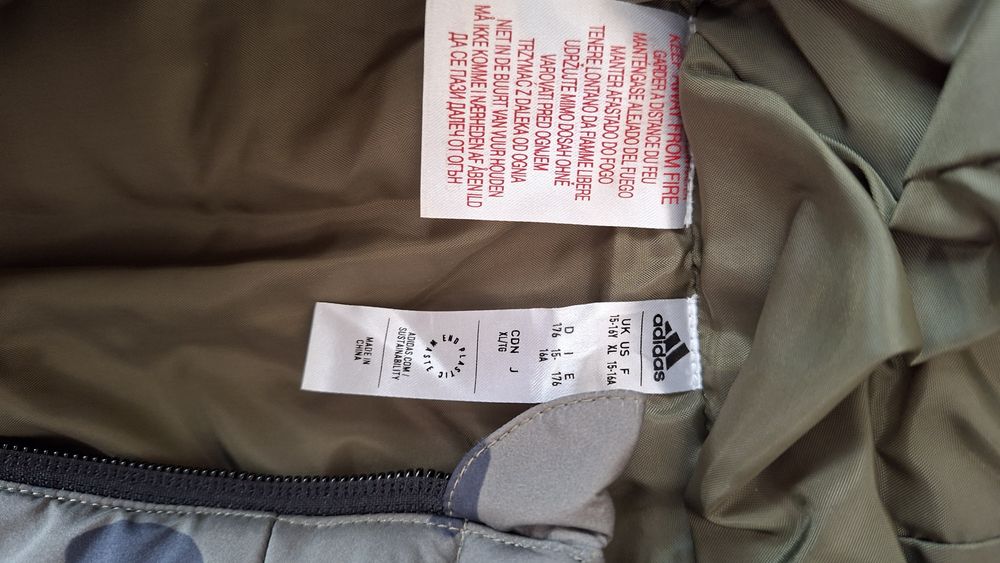 KEEP AWAY FROM FIRE
GARDER A DISTANCE DU FEU
MANTÉNGASE ALEJADO DEL FUEGO
MANTER AFASTADO DO FOGO
TENERE LONTANO DA FIAMME LIBERE
UDRŽUJTE MIMO DOSAH OHNĚ
VAROVATI PRED OGNJEM
TRZYMAĆ Z DALEKA OD OGNIA
NIET IN DE BUURT VAN VUUR HOUDEN
MÅ IKKE KOMME I NÆRHEDEN AF ÅBEN ILD
ДА СЕ ПАЗИ ДАЛЕЧ ОТ ОГЪН
adidas
UK US F
15-16Y XL 15-16A
D I E
176 15- 176
16A
CDN J
XL/TG
END PLASTIC WASTE
ADIDAS.COM/
SUSTAINABILITY
MADE IN
CHINA